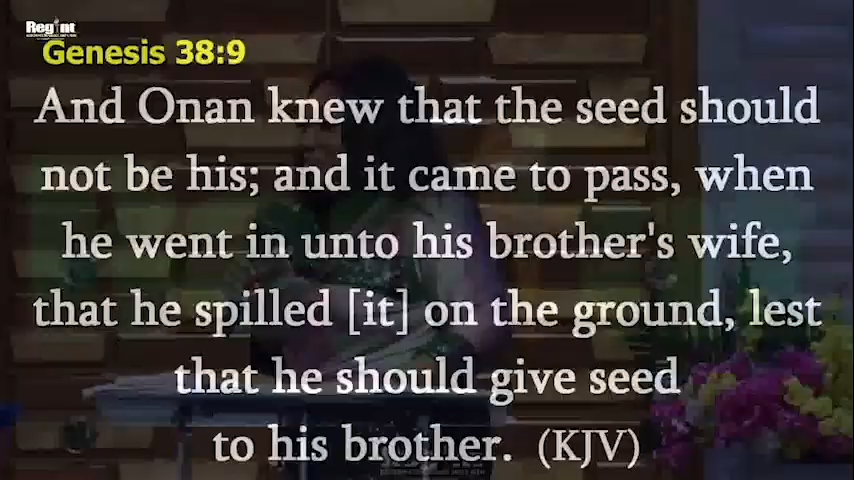 Reg nt
Genesis 38:9
And Onan knew that the seed should
not be his; and it came to pass, when
he went in unto his brother's wife,
that he spilled [it] on the ground, lest
that he should give seed
to his brother. (KJV)